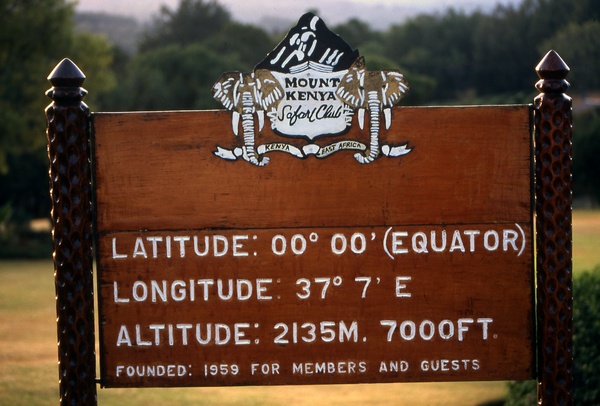 MOUNT
KENYA
Safari Club
KENYA EAST AFRICA
LATITUDE: 00° 00' (EQUATOR)
LONGITUDE: 37° 7' E
ALTITUDE: 2135M. 7000FT.
FOUNDED: 1959 FOR MEMBERS AND GUESTS